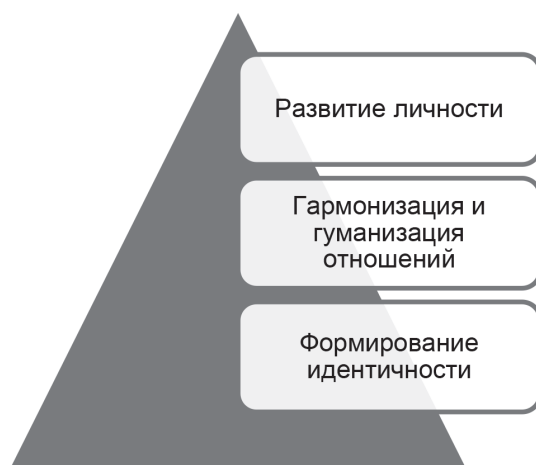 Развитие личности
Гармонизация и
гуманизация
отношений
Формирование
идентичности